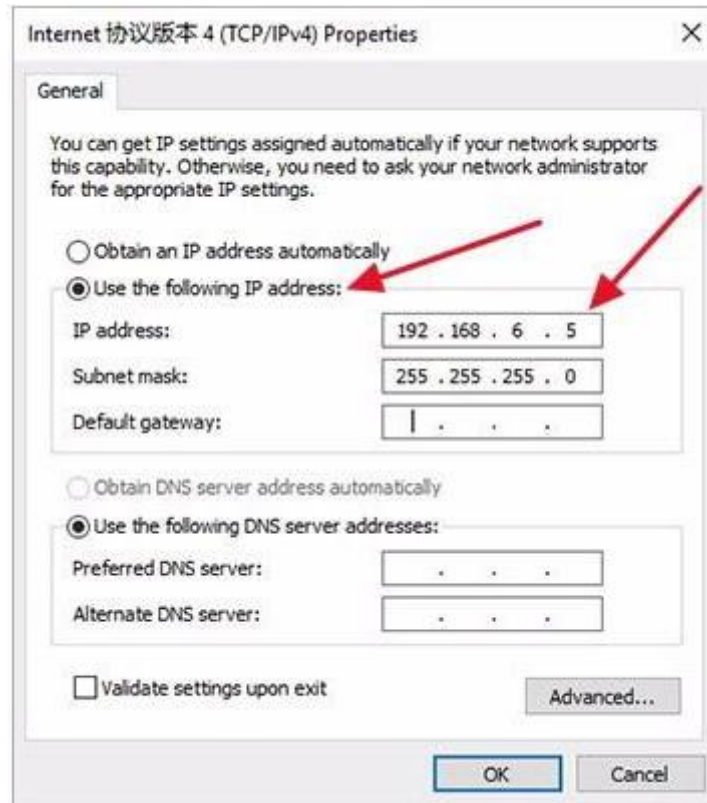 Internet 协议版本 4 (TCP/IPv4) Properties
General
You can get IP settings assigned automatically if your network supports
this capability. Otherwise, you need to ask your network administrator
for the appropriate IP settings.
Obtain an IP address automatically
Use the following IP address:
IP address: 192 . 168 . 6 . 5
Subnet mask: 255 . 255 . 255 . 0
Default gateway: . . .
Obtain DNS server address automatically
Use the following DNS server addresses:
Preferred DNS server: . . .
Alternate DNS server: . . .
Validate settings upon exit
Advanced...
OK Cancel